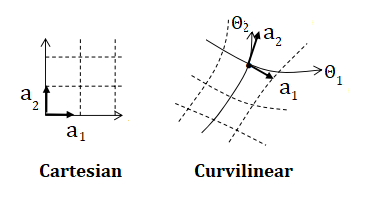 Θ₂ a₂
a₂ Θ₁
a₁ a₁
Cartesian Curvilinear